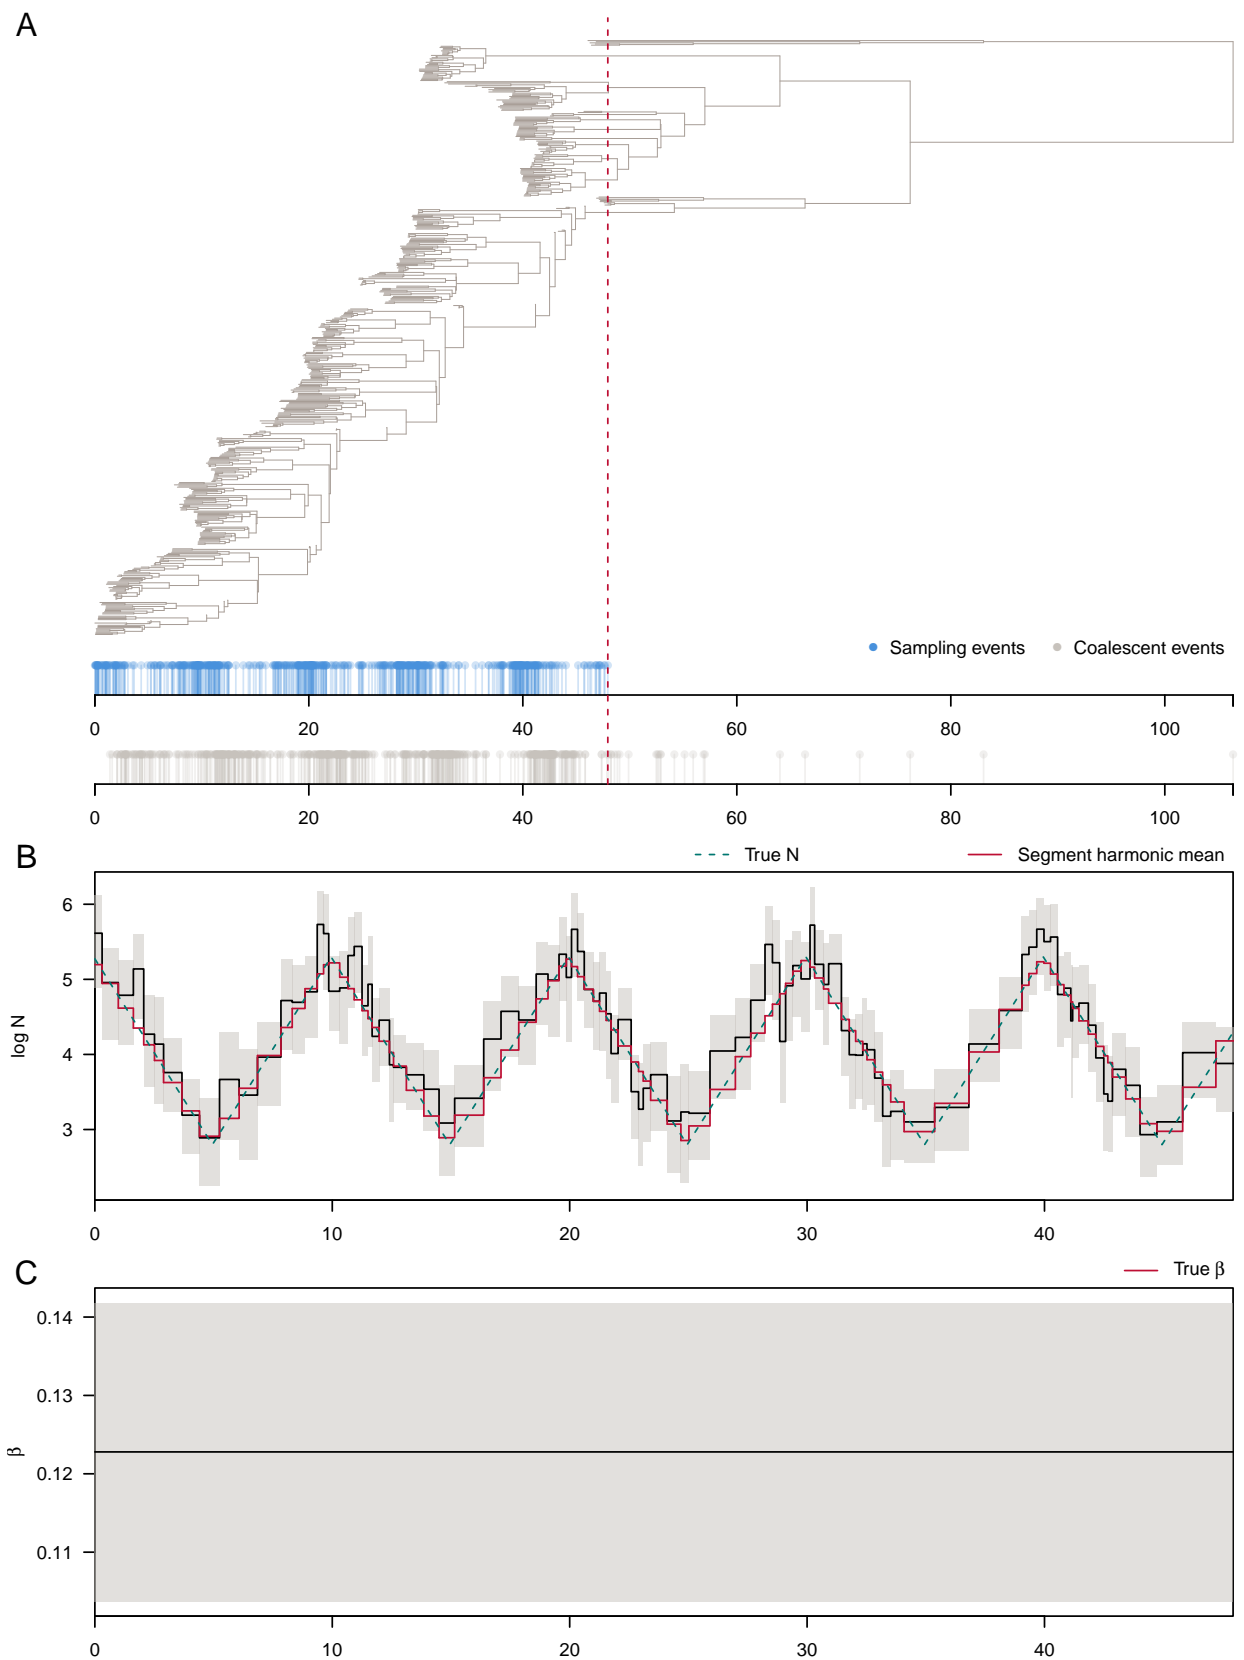 A
Sampling events Coalescent events
0 20 40 60 80 100
0 20 40 60 80 100
B
True N Segment harmonic mean
6
5
4
3
log N
0 10 20 30 40
C
True β
0.14
0.13
0.12
0.11
β
0 10 20 30 40